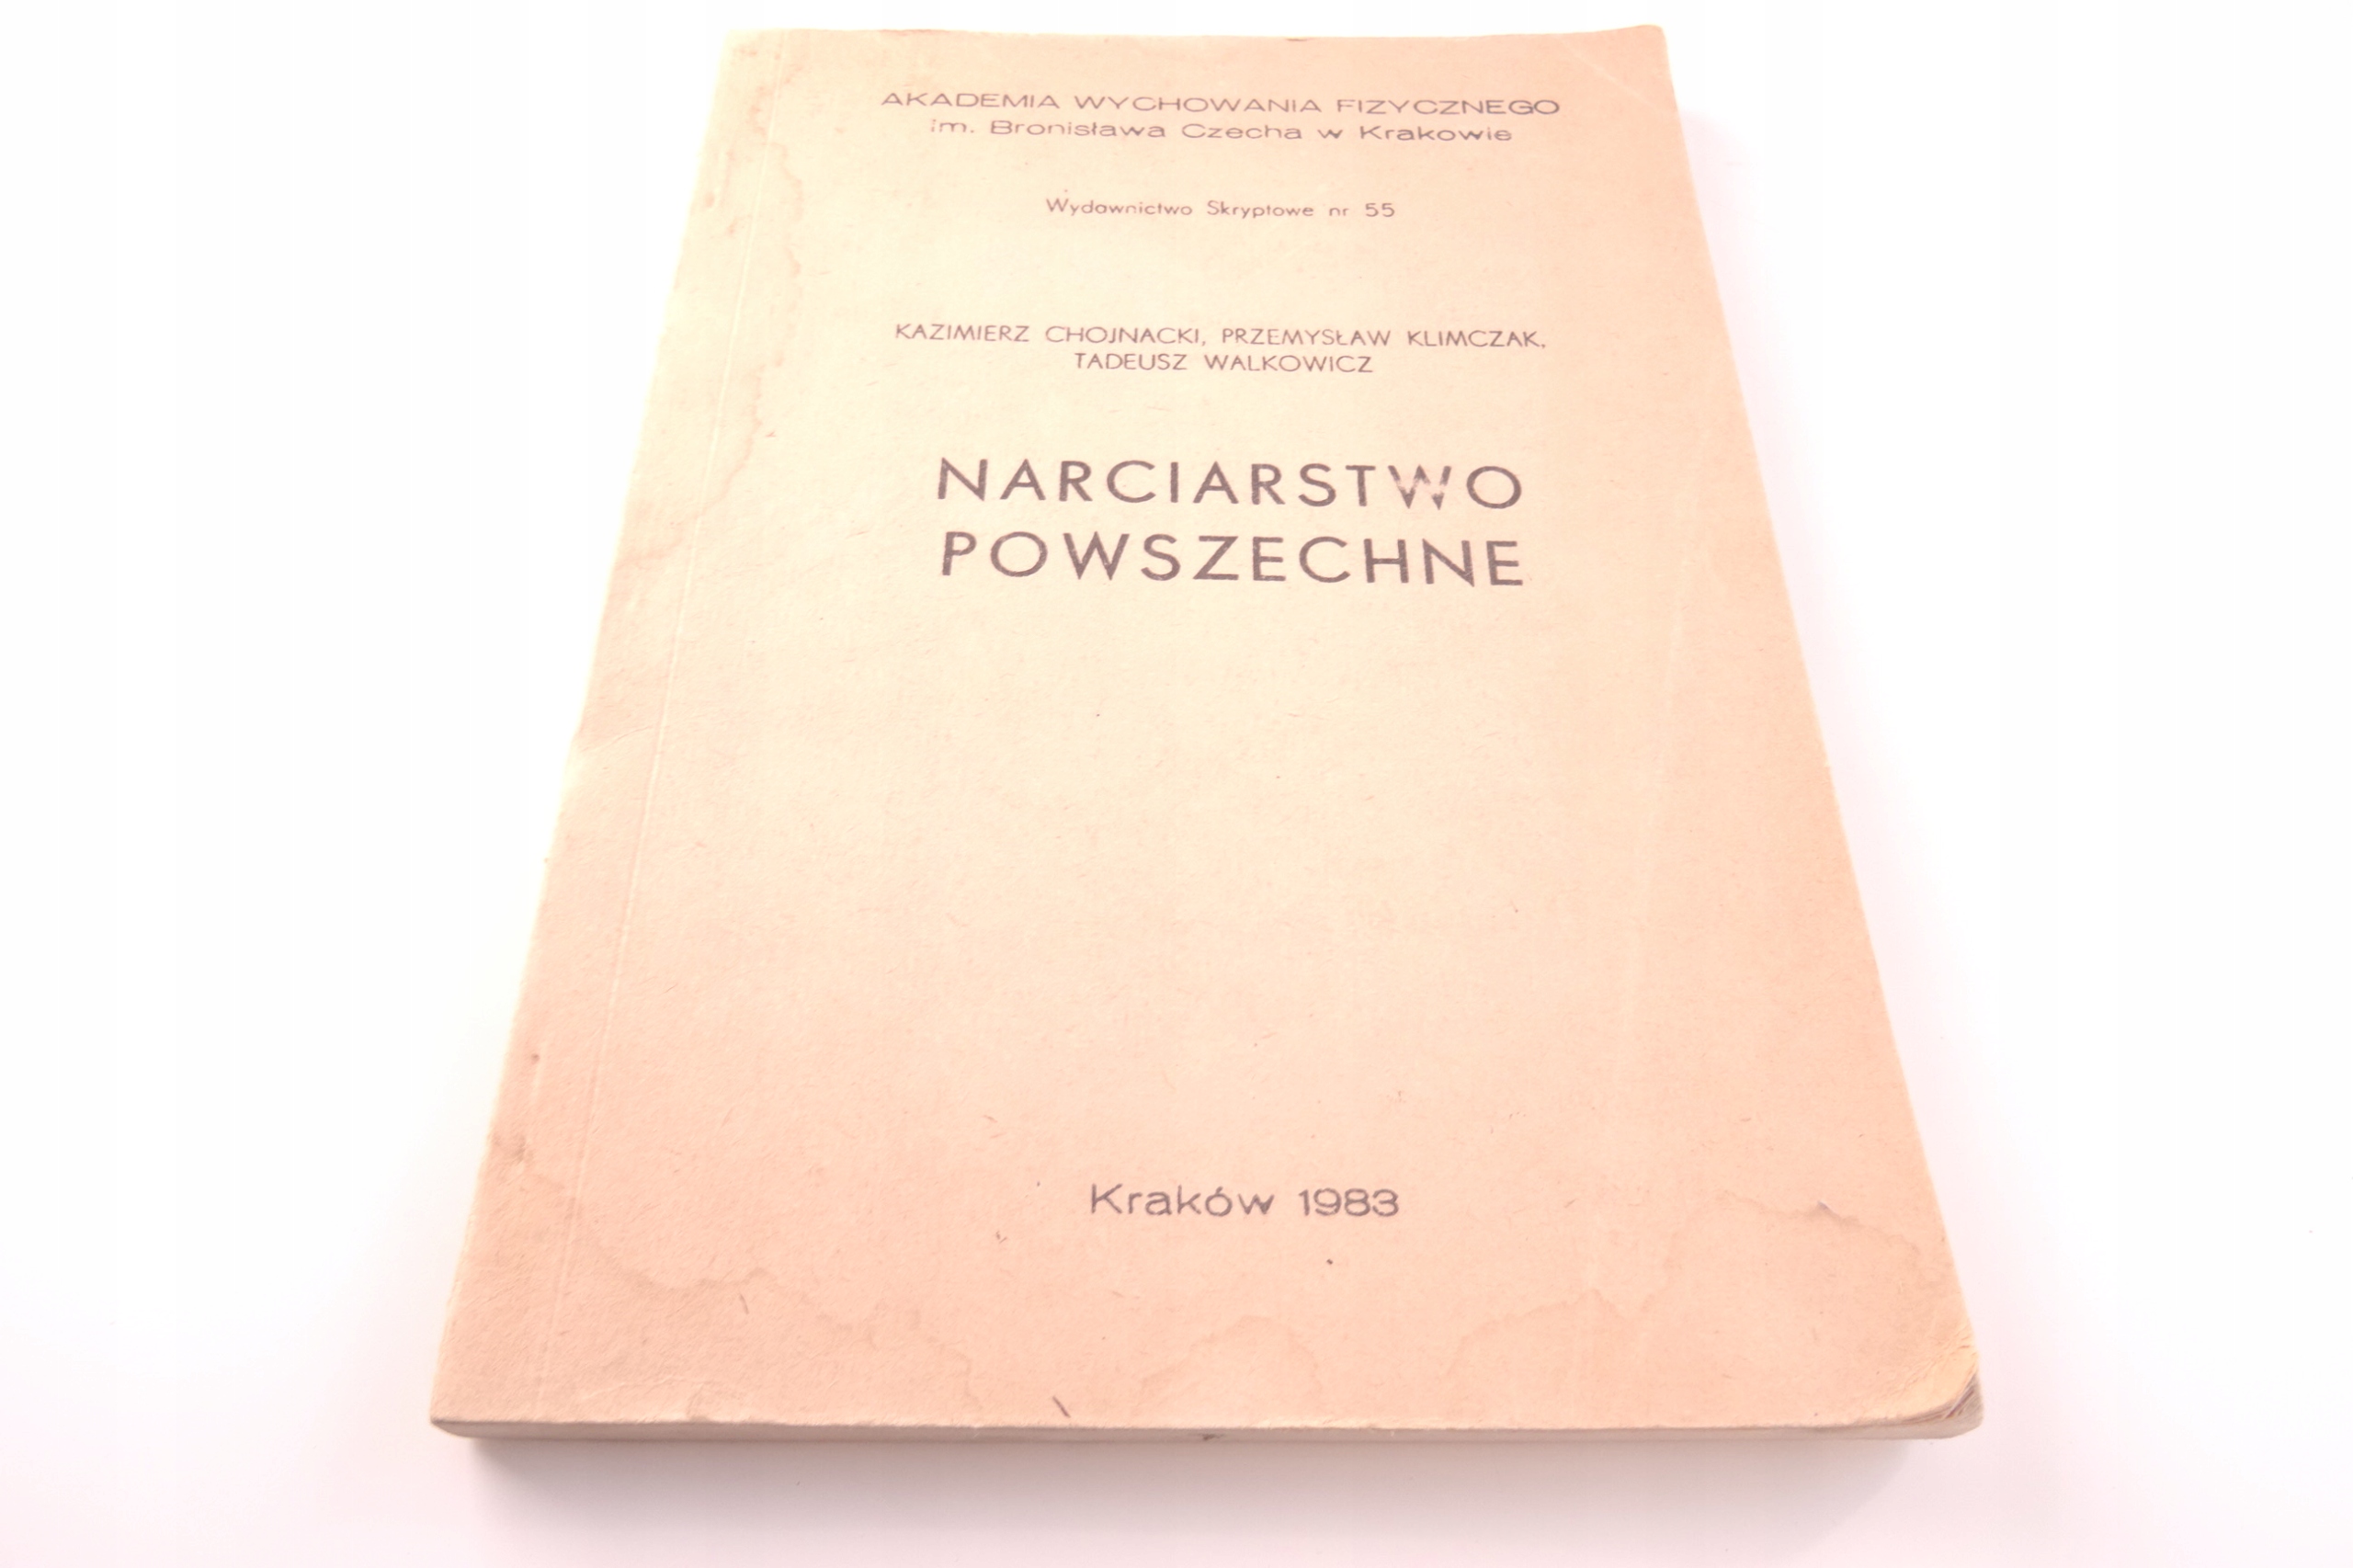 AKADEMIA WYCHOWANIA FIZYCZNEGO
im. Bronisława Czecha w Krakowie
Wydawnictwo Skryptowe nr 55
KAZIMIERZ CHOJNACKI, PRZEMYSŁAW KLIMCZAK,
TADEUSZ WALKOWICZ
NARCIARSTWO
POWSZECHNE
Kraków 1983